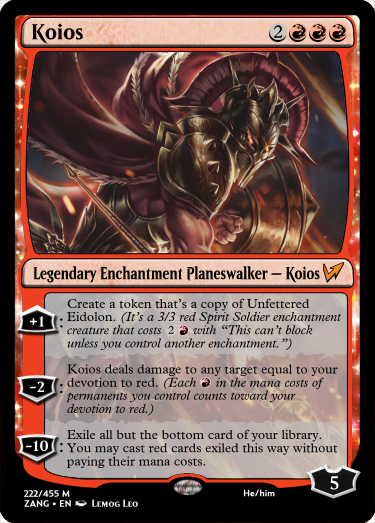 Koios 2
Legendary Enchantment Planeswalker — Koios
+1 Create a token that's a copy of Unfettered
Eidolon. (It's a 3/3 red Spirit Soldier enchantment
creature that costs 2 with “This can't block
unless you control another enchantment.”)
-2 Koios deals damage to any target equal to your
devotion to red. (Each in the mana costs of
permanents you control counts toward your
devotion to red.)
-10 Exile all but the bottom card of your library.
You may cast red cards exiled this way without
paying their mana costs.
5
222/455 M He/him
ZANG • EN Lemog Leo